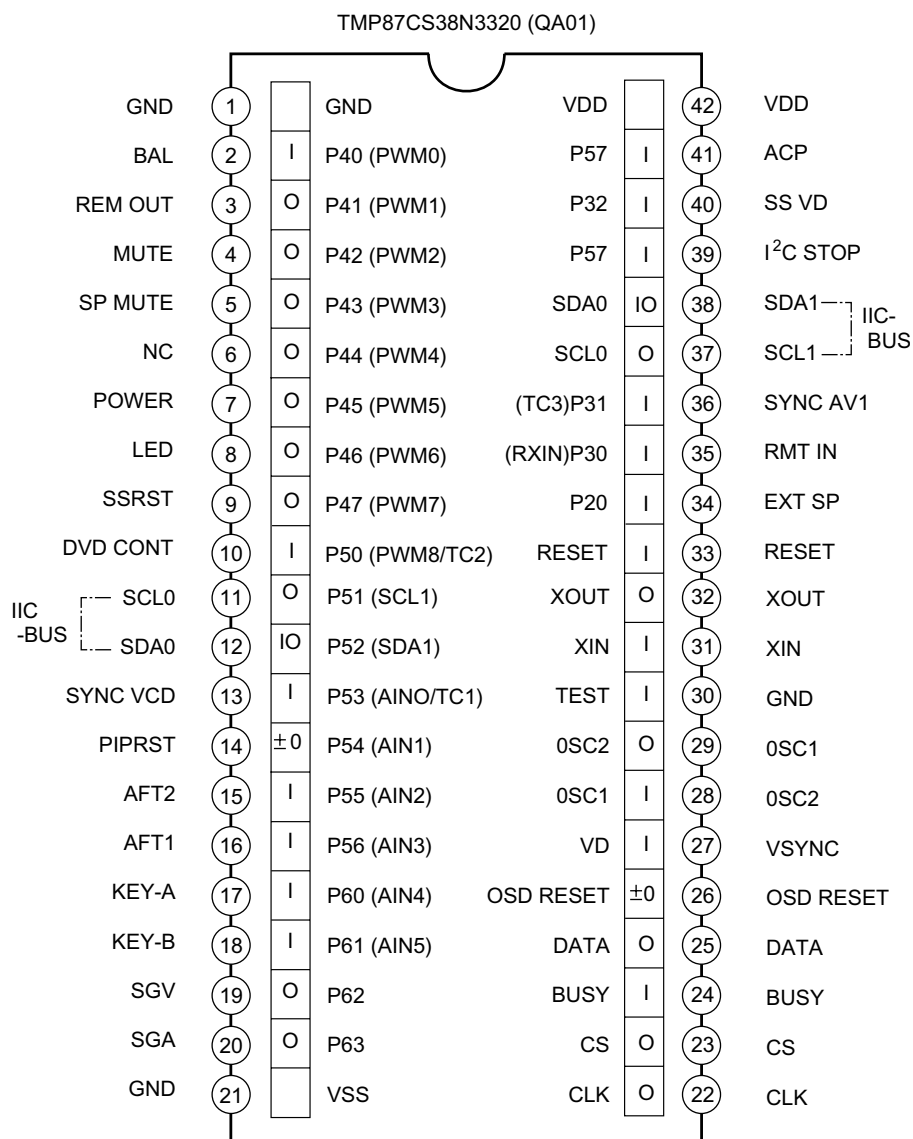 TMP87CS38N3320 (QA01)
GND 1 GND VDD 42 VDD
BAL 2 I P40 (PWM0) P57 I 41 ACP
REM OUT 3 O P41 (PWM1) P32 I 40 SS VD
MUTE 4 O P42 (PWM2) P57 I 39 I²C STOP
SP MUTE 5 O P43 (PWM3) SDA0 IO 38 SDA1 IIC-
NC 6 O P44 (PWM4) SCL0 O 37 SCL1 BUS
POWER 7 O P45 (PWM5) (TC3)P31 I 36 SYNC AV1
LED 8 O P46 (PWM6) (RXIN)P30 I 35 RMT IN
SSRST 9 O P47 (PWM7) P20 I 34 EXT SP
DVD CONT 10 I P50 (PWM8/TC2) RESET I 33 RESET
IIC SCL0 11 O P51 (SCL1) XOUT O 32 XOUT
-BUS SDA0 12 IO P52 (SDA1) XIN I 31 XIN
SYNC VCD 13 I P53 (AINO/TC1) TEST I 30 GND
PIPRST 14 ±0 P54 (AIN1) 0SC2 O 29 0SC1
AFT2 15 I P55 (AIN2) 0SC1 I 28 0SC2
AFT1 16 I P56 (AIN3) VD I 27 VSYNC
KEY-A 17 I P60 (AIN4) OSD RESET ±0 26 OSD RESET
KEY-B 18 I P61 (AIN5) DATA O 25 DATA
SGV 19 O P62 BUSY I 24 BUSY
SGA 20 O P63 CS O 23 CS
GND 21 VSS CLK O 22 CLK